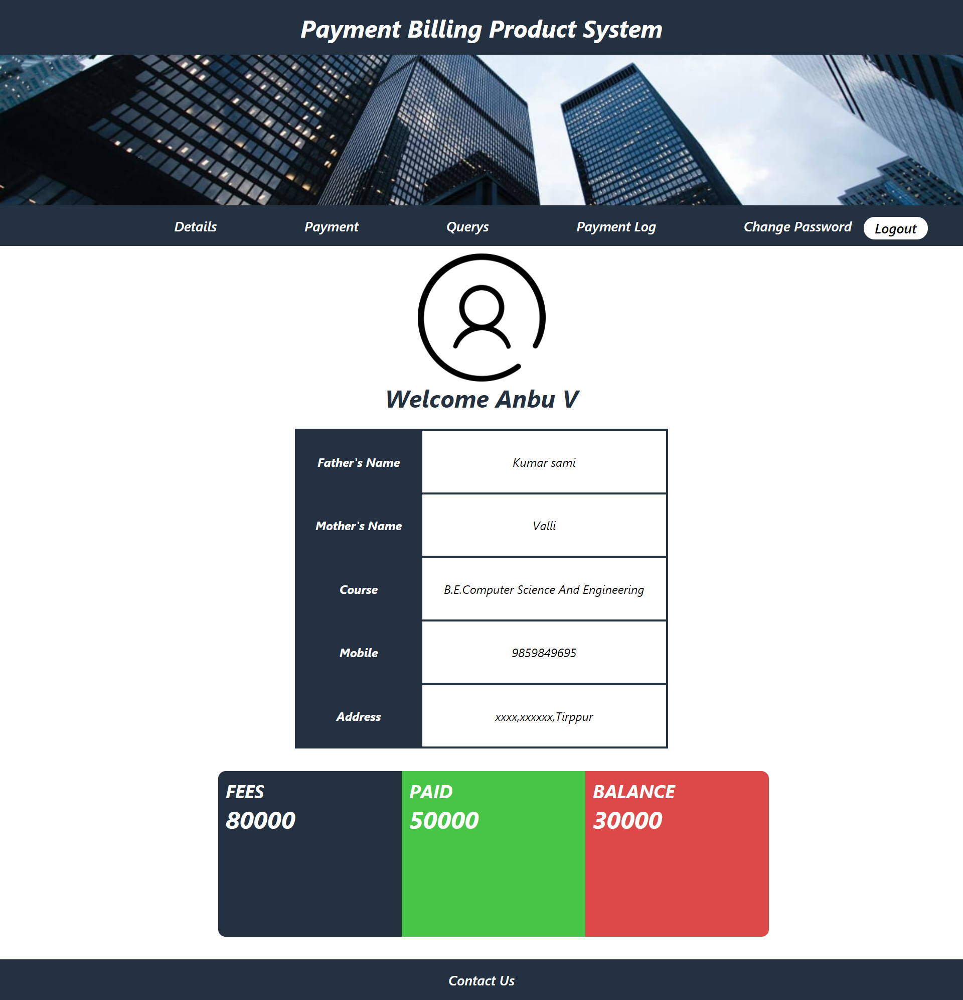 Payment Billing Product System
Details Payment Querys Payment Log Change Password Logout
Welcome Anbu V
Father's Name Kumar sami
Mother's Name Valli
Course B.E.Computer Science And Engineering
Mobile 9859849695
Address xxxx,xxxxxx,Tirppur
FEES PAID BALANCE
80000 50000 30000
Contact Us